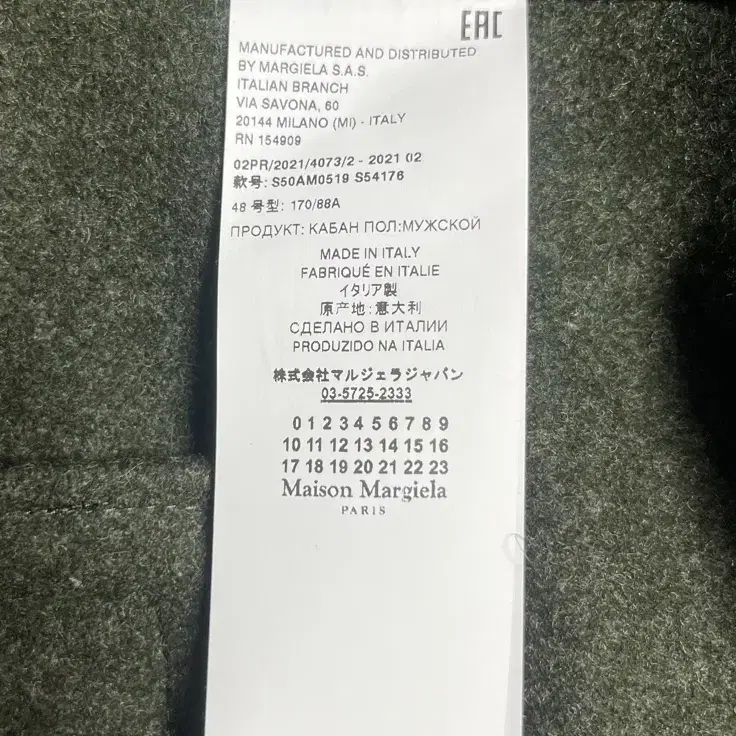 EAC
MANUFACTURED AND DISTRIBUTED
BY MARGIELA S.A.S.
ITALIAN BRANCH
VIA SAVONA, 60
20144 MILANO (MI) - ITALY
RN 154909
02PR/2021/4073/2 - 2021 02
款号: S50AM0519 S54176
48 号型: 170/88A
ПРОДУКТ: КАБАН ПОЛ:МУЖСКОЙ
MADE IN ITALY
FABRIQUÉ EN ITALIE
イタリア製
原产地:意大利
СДЕЛАНО В ИТАЛИИ
PRODUZIDO NA ITALIA
株式会社マルジェラジャパン
03-5725-2333
0 1 2 3 4 5 6 7 8 9
10 11 12 13 14 15 16
17 18 19 20 21 22 23
Maison Margiela
PARIS